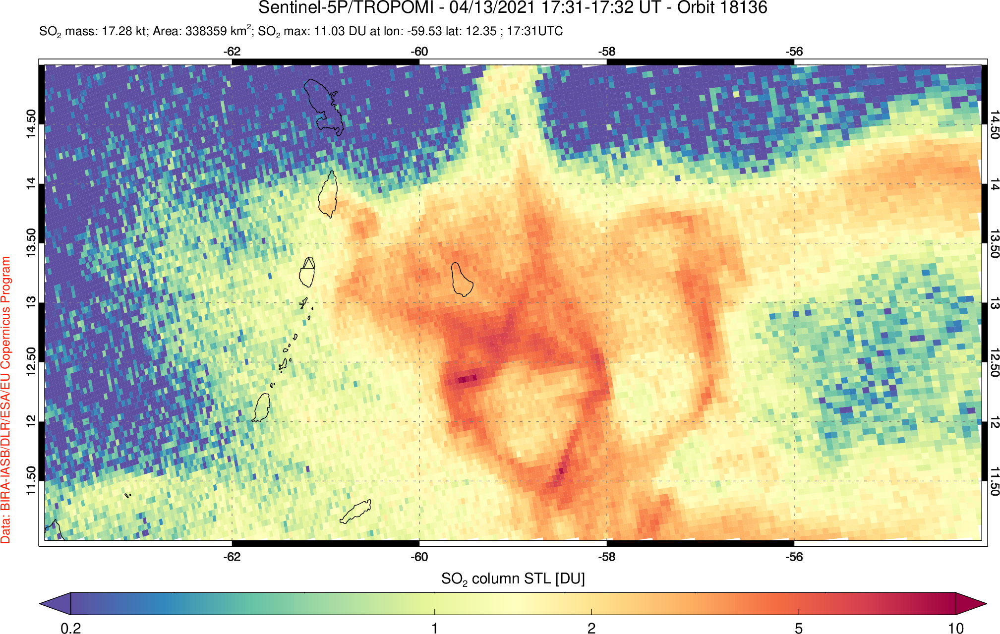 Sentinel-5P/TROPOMI - 04/13/2021 17:31-17:32 UT - Orbit 18136
SO₂ mass: 17.28 kt; Area: 338359 km²; SO₂ max: 11.03 DU at lon: -59.53 lat: 12.35 ; 17:31UTC
-62 -60 -58 -56
14.50 14.50
14 14
13.50 13.50
13 13
12.50 12.50
12 12
11.50 11.50
Data: BIRA-IASB/DLR/ESA/EU Copernicus Program
-62 -60 -58 -56
SO₂ column STL [DU]
0.2 1 2 5 10